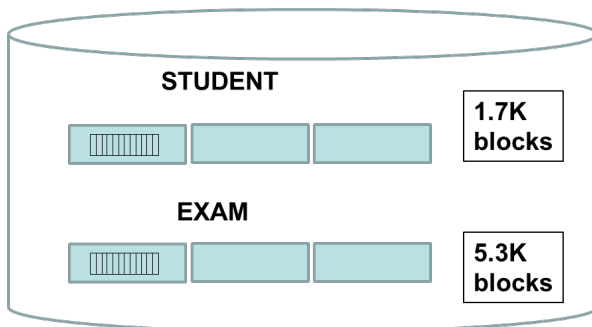 STUDENT
1.7K
blocks
EXAM
5.3K
blocks